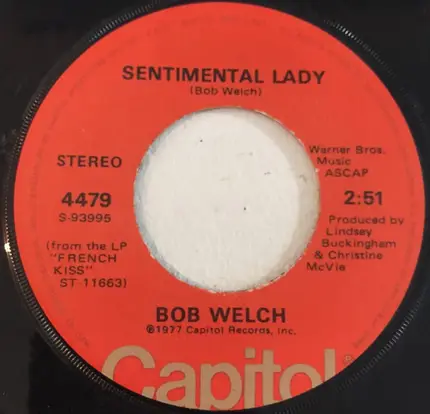 SENTIMENTAL LADY
(Bob Welch)
STEREO
4479
S-93995
(from the LP
"FRENCH
KISS"
ST-11663)
Warner Bros.
Music
ASCAP
2:51
Produced by
Lindsey
Buckingham
& Christine
McVie
BOB WELCH
℗1977 Capitol Records, Inc.
Capitol®